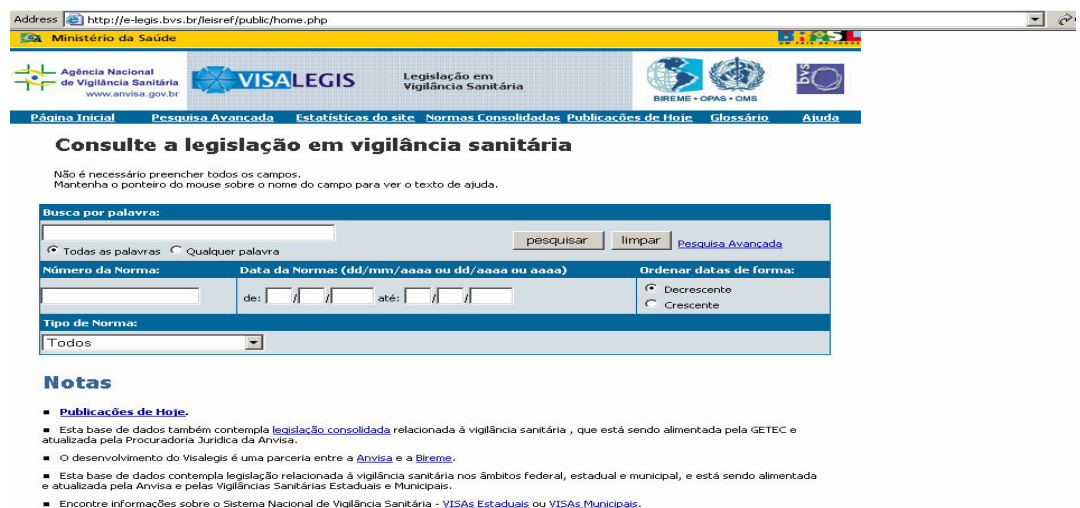 Address http://e-legis.bvs.br/leisref/public/home.php
Ministério da Saúde
BRASIL
UM PAÍS DE TODOS
Agência Nacional
de Vigilância Sanitária
www.anvisa.gov.br
VISALEGIS
Legislação em
Vigilância Sanitária
BIREME • OPAS • OMS
bvs
Página Inicial Pesquisa Avançada Estatísticas do site Normas Consolidadas Publicações de Hoje Glossário Ajuda
Consulte a legislação em vigilância sanitária
Não é necessário preencher todos os campos.
Mantenha o ponteiro do mouse sobre o nome do campo para ver o texto de ajuda.
Busca por palavra:
pesquisar limpar Pesquisa Avançada
Todas as palavras Qualquer palavra
Número da Norma: Data da Norma: (dd/mm/aaaa ou dd/aaaa ou aaaa) Ordenar datas de forma:
de: / / até: / / Decrescente
Crescente
Tipo de Norma:
Todos
Notas
Publicações de Hoje.
Esta base de dados também contempla legislação consolidada relacionada à vigilância sanitária , que está sendo alimentada pela GETEC e
atualizada pela Procuradoria Juridica da Anvisa.
O desenvolvimento do Visalegis é uma parceria entre a Anvisa e a Bireme.
Esta base de dados contempla legislação relacionada à vigilância sanitária nos âmbitos federal, estadual e municipal, e está sendo alimentada
e atualizada pela Anvisa e pelas Vigilâncias Sanitárias Estaduais e Municipais.
Encontre informações sobre o Sistema Nacional de Vigilância Sanitária - VISAs Estaduais ou VISAs Municipais.